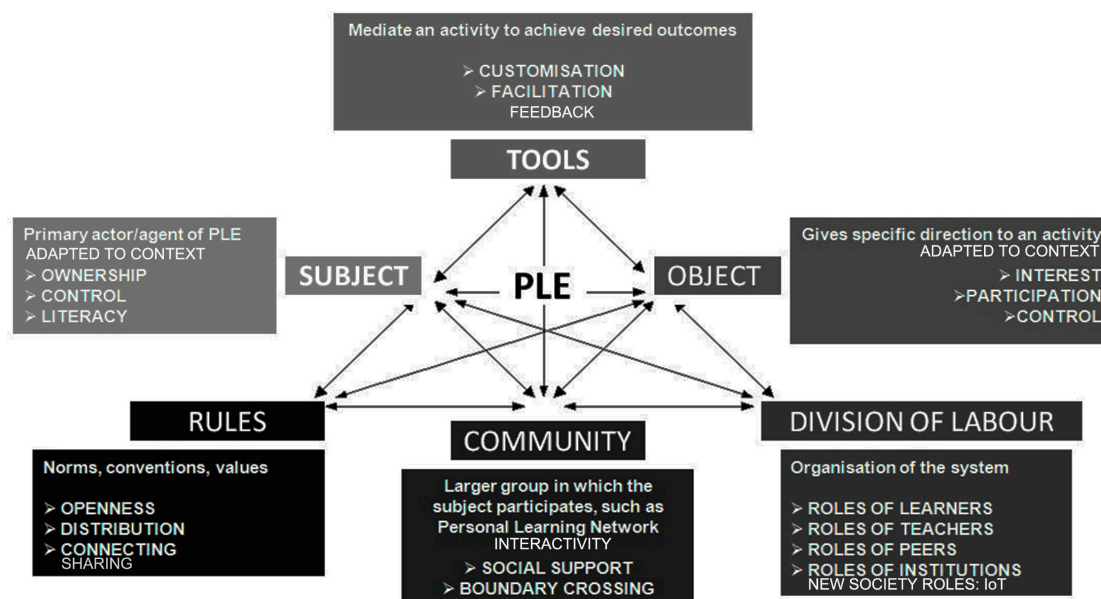 Mediate an activity to achieve desired outcomes
➢ CUSTOMISATION
➢ FACILITATION
FEEDBACK
TOOLS
Primary actor/agent of PLE
ADAPTED TO CONTEXT
➢ OWNERSHIP
➢ CONTROL
➢ LITERACY
SUBJECT
PLE
OBJECT
Gives specific direction to an activity
ADAPTED TO CONTEXT
➢ INTEREST
➢PARTICIPATION
➢CONTROL
RULES
Norms, conventions, values
➢ OPENNESS
➢ DISTRIBUTION
➢ CONNECTING
SHARING
COMMUNITY
Larger group in which the
subject participates, such as
Personal Learning Network
INTERACTIVITY
➢ SOCIAL SUPPORT
➢ BOUNDARY CROSSING
DIVISION OF LABOUR
Organisation of the system
➢ ROLES OF LEARNERS
➢ ROLES OF TEACHERS
➢ ROLES OF PEERS
➢ ROLES OF INSTITUTIONS
NEW SOCIETY ROLES: IoT